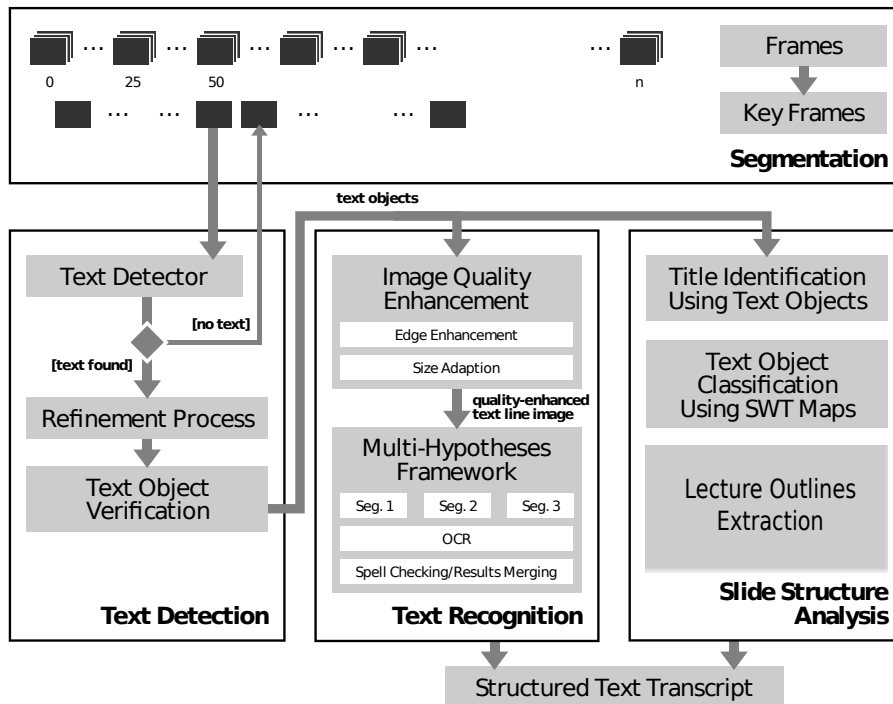 ... ... ... ... ... ...
0 25 50 n
... ... ... ...
Frames
Key Frames
Segmentation
text objects
Text Detector
[no text]
[text found]
Refinement Process
Text Object
Verification
Text Detection
Image Quality
Enhancement
Edge Enhancement
Size Adaption
quality-enhanced
text line image
Multi-Hypotheses
Framework
Seg. 1 Seg. 2 Seg. 3
OCR
Spell Checking/Results Merging
Text Recognition
Title Identification
Using Text Objects
Text Object
Classification
Using SWT Maps
Lecture Outlines
Extraction
Slide Structure
Analysis
Structured Text Transcript